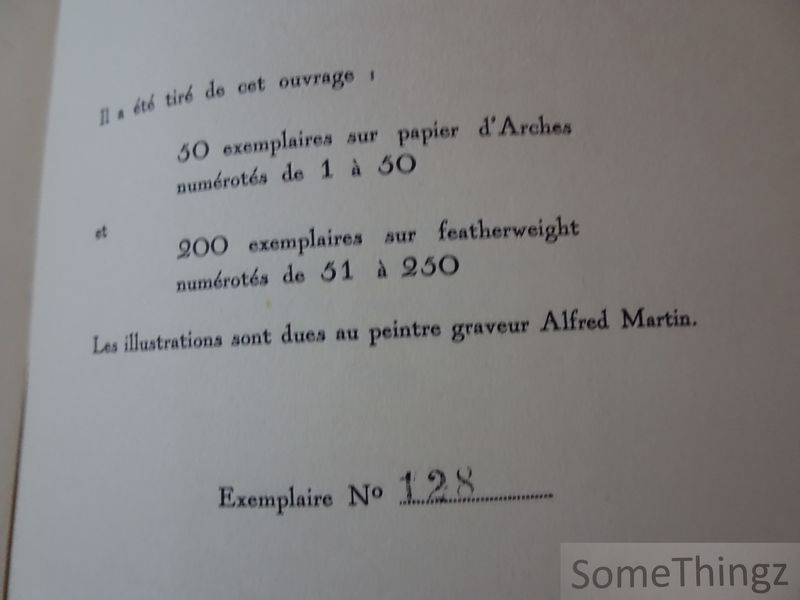 Il a été tiré de cet ouvrage :
50 exemplaires sur papier d'Arches
numérotés de 1 à 50
et
200 exemplaires sur featherweight
numérotés de 51 à 250
Les illustrations sont dues au peintre graveur Alfred Martin.
Exemplaire No 128
SomeThingz